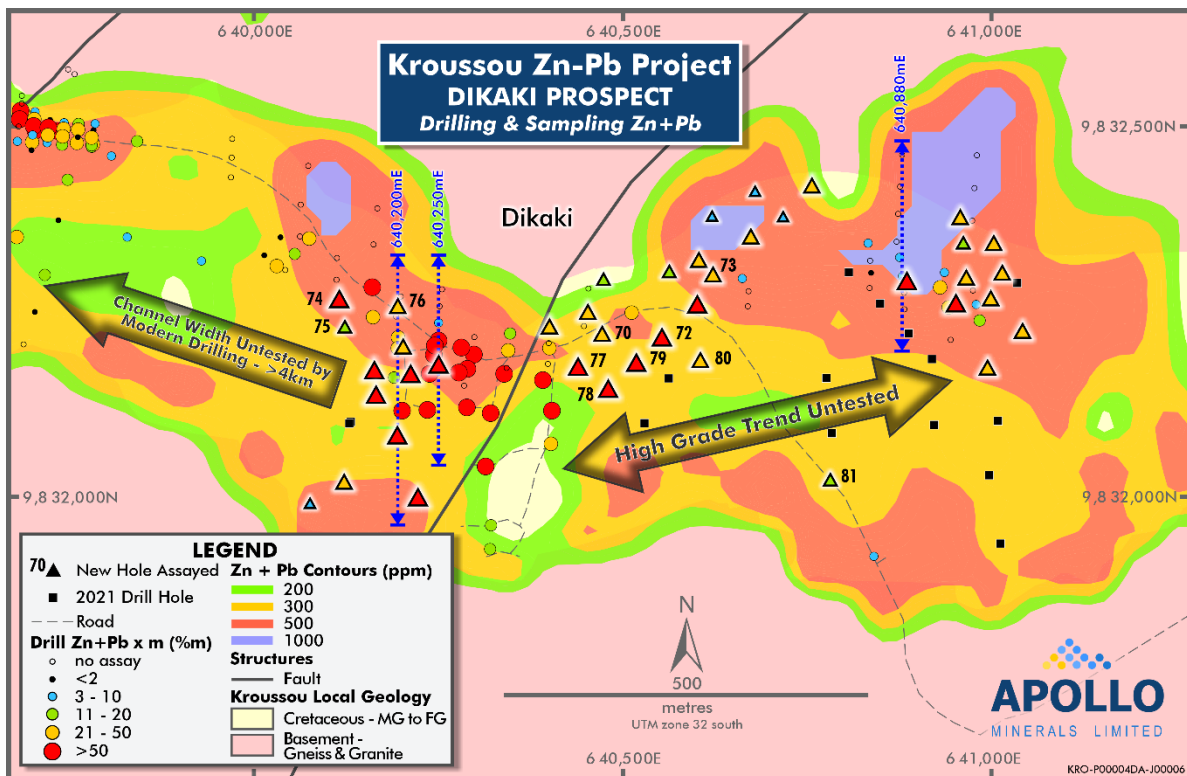 6 40,000E
6 40,500E
6 41,000E
Kroussou Zn-Pb Project
DIKAKI PROSPECT
Drilling & Sampling Zn+Pb
9,8 32,500N
9,8 32,500N
640,880mE
640,200mE
640,250mE
Dikaki
73
74
76
75
70
72
77
79
80
78
81
Channel Width Untested by
Modern Drilling - >4km
High Grade Trend Untested
9,8 32,000N
9,8 32,000N
LEGEND
70 New Hole Assayed
2021 Drill Hole
Road
Drill Zn+Pb x m (%m)
no assay
<2
3 - 10
11 - 20
21 - 50
>50
Zn + Pb Contours (ppm)
200
300
500
1000
Structures
Fault
Kroussou Local Geology
Cretaceous - MG to FG
Basement -
Gneiss & Granite
N
500
metres
UTM zone 32 south
APOLLO
MINERALS LIMITED
6 40,500E
6 41,000E
KRO-P00004DA-J00006